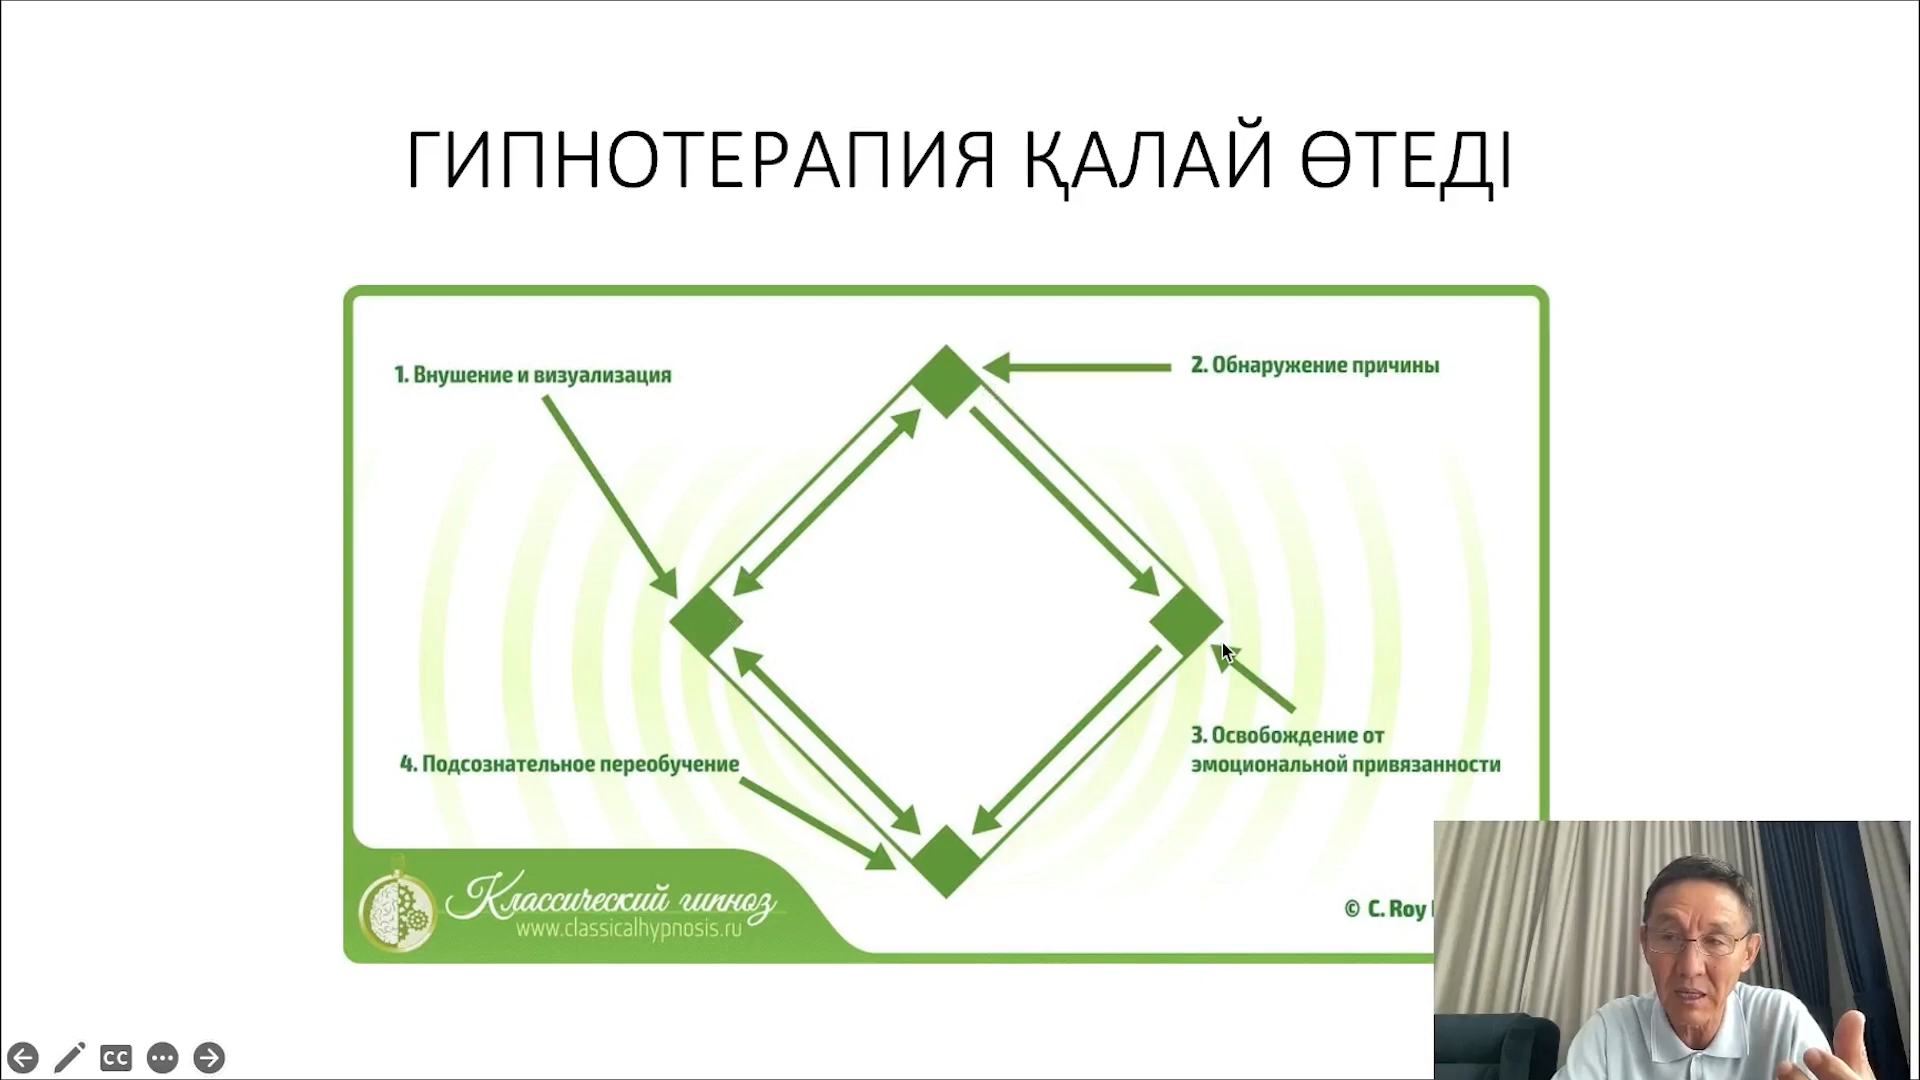 ГИПНОТЕРАПИЯ ҚАЛАЙ ӨТЕДІ
1. Внушение и визуализация
2. Обнаружение причины
3. Освобождение от
эмоциональной привязанности
4. Подсознательное переобучение
Классический гипноз
www.classicalhypnosis.ru
© C. Roy
CC